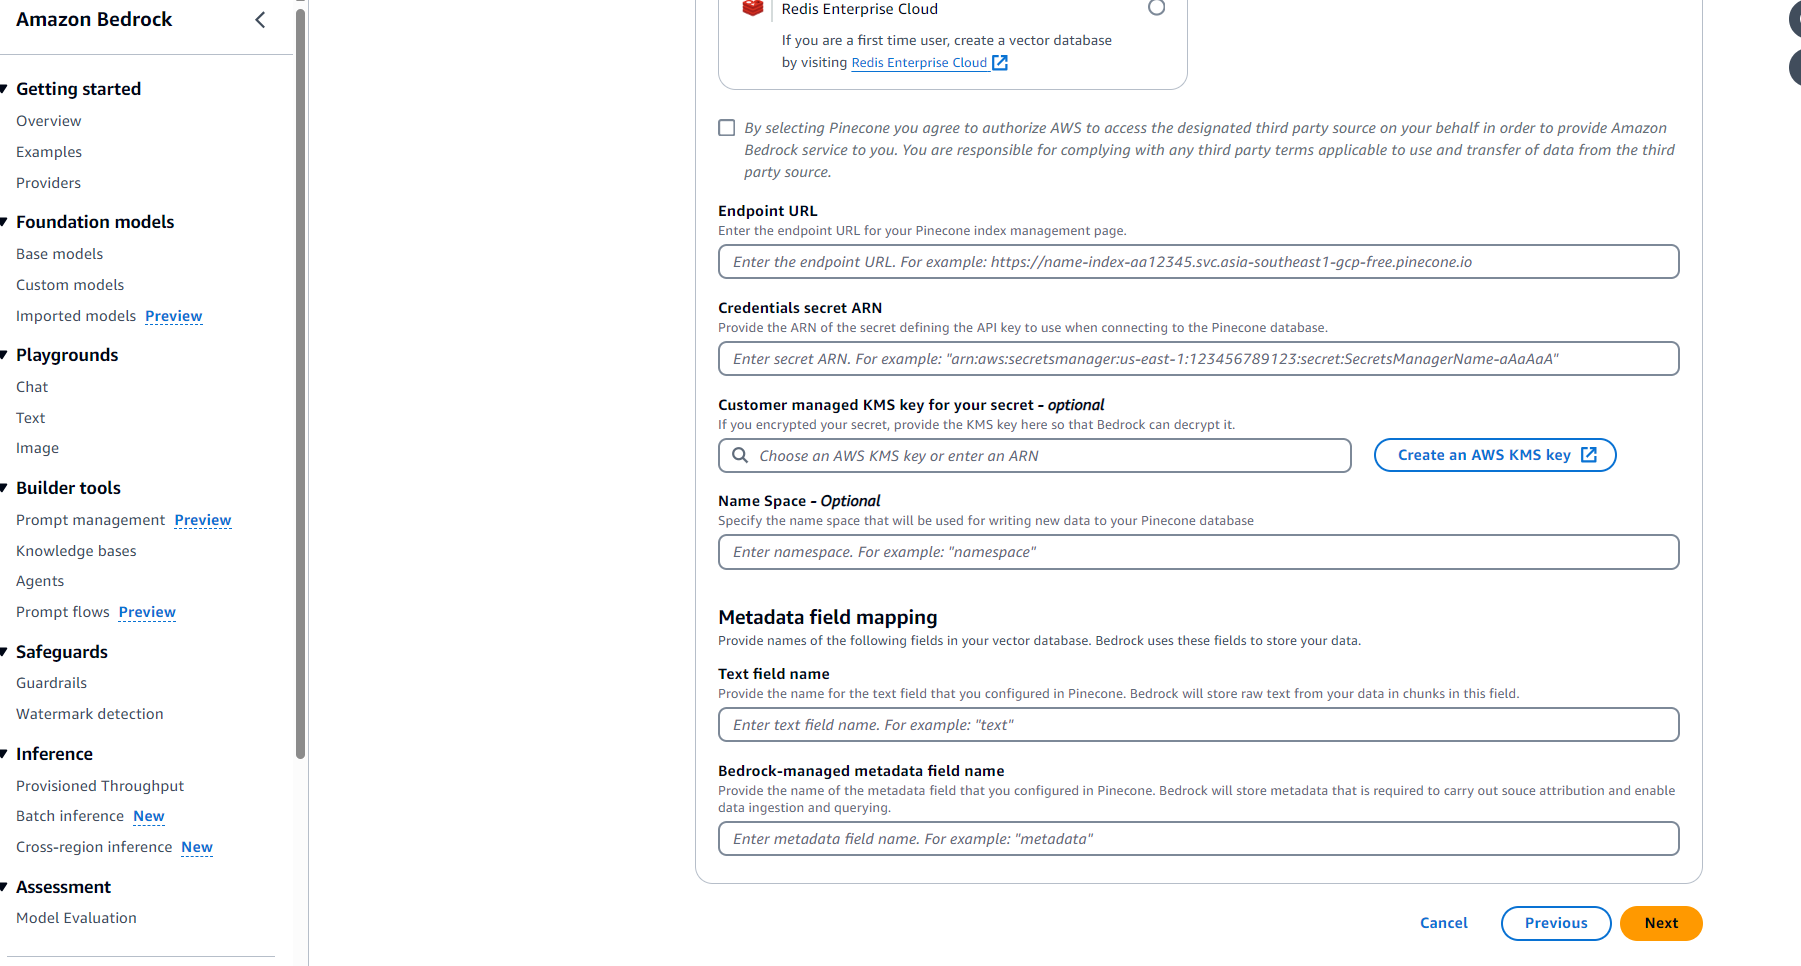 Amazon Bedrock
Getting started
Overview
Examples
Providers
Foundation models
Base models
Custom models
Imported models Preview
Playgrounds
Chat
Text
Image
Builder tools
Prompt management Preview
Knowledge bases
Agents
Prompt flows Preview
Safeguards
Guardrails
Watermark detection
Inference
Provisioned Throughput
Batch inference New
Cross-region inference New
Assessment
Model Evaluation
Redis Enterprise Cloud
If you are a first time user, create a vector database
by visiting Redis Enterprise Cloud
By selecting Pinecone you agree to authorize AWS to access the designated third party source on your behalf in order to provide Amazon
Bedrock service to you. You are responsible for complying with any third party terms applicable to use and transfer of data from the third
party source.
Endpoint URL
Enter the endpoint URL for your Pinecone index management page.
Enter the endpoint URL. For example: https://name-index-aa12345.svc.asia-southeast1-gcp-free.pinecone.io
Credentials secret ARN
Provide the ARN of the secret defining the API key to use when connecting to the Pinecone database.
Enter secret ARN. For example: "arn:aws:secretsmanager:us-east-1:123456789123:secret:SecretsManagerName-aAaAaA"
Customer managed KMS key for your secret - optional
If you encrypted your secret, provide the KMS key here so that Bedrock can decrypt it.
Choose an AWS KMS key or enter an ARN
Create an AWS KMS key
Name Space - Optional
Specify the name space that will be used for writing new data to your Pinecone database
Enter namespace. For example: "namespace"
Metadata field mapping
Provide names of the following fields in your vector database. Bedrock uses these fields to store your data.
Text field name
Provide the name for the text field that you configured in Pinecone. Bedrock will store raw text from your data in chunks in this field.
Enter text field name. For example: "text"
Bedrock-managed metadata field name
Provide the name of the metadata field that you configured in Pinecone. Bedrock will store metadata that is required to carry out souce attribution and enable
data ingestion and querying.
Enter metadata field name. For example: "metadata"
Cancel
Previous
Next